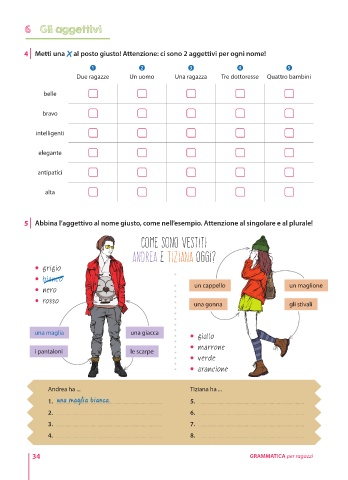 6 Gli aggettivi
4 Metti una X al posto giusto! Attenzione: ci sono 2 aggettivi per ogni nome!
1 2 3 4 5
Due ragazze Un uomo Una ragazza Tre dottoresse Quattro bambini
belle
bravo
intelligenti
elegante
antipatici
alta
5 Abbina l'aggettivo al nome giusto, come nell'esempio. Attenzione al singolare e al plurale!
COME SONO VESTITI
ANDREA E TIZIANA OGGI?
• grigio
• bianco
• nero
• rosso
un cappello
un maglione
una gonna
gli stivali
una maglia
una giacca
i pantaloni
le scarpe
• giallo
• marrone
• verde
• arancione
Andrea ha ...
1. una maglia bianca.
2.
3.
4.
Tiziana ha ...
5.
6.
7.
8.
34
GRAMMATICA per ragazzi